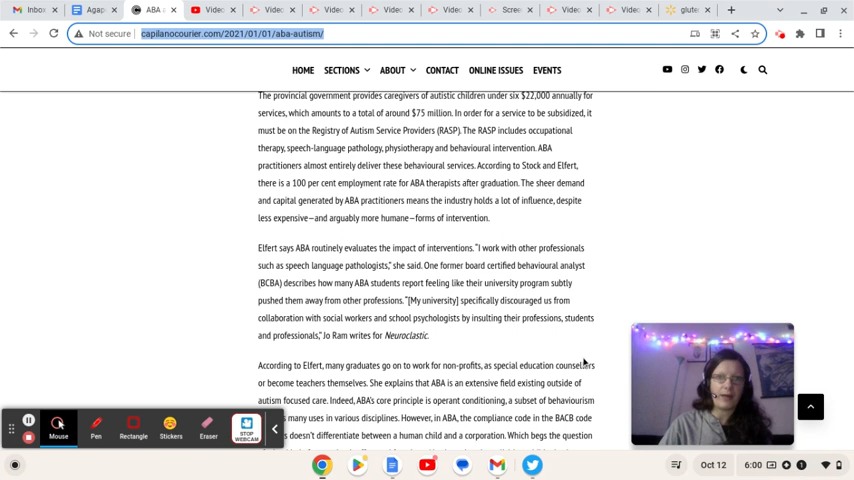 Inbox
Agap
ABA a
Video
Video
Video
Video
Video
Scree
Video
Video
glute
Not secure
capilanocourier.com/2021/01/01/aba-autism/
HOME SECTIONS ABOUT CONTACT ONLINE ISSUES EVENTS
The provincial government provides caregivers of autistic children under six $22,000 annually for
services, which amounts to a total of around $75 million. In order for a service to be subsidized, it
must be on the Registry of Autism Service Providers (RASP). The RASP includes occupational
therapy, speech-language pathology, physiotherapy and behavioural intervention. ABA
practitioners almost entirely deliver these behavioural services. According to Stock and Elfert,
there is a 100 per cent employment rate for ABA therapists after graduation. The sheer demand
and capital generated by ABA practitioners means the industry holds a lot of influence, despite
less expensive—and arguably more humane—forms of intervention.
Elfert says ABA routinely evaluates the impact of interventions. "I work with other professionals
such as speech language pathologists," she said. One former board certified behavioural analyst
(BCBA) describes how many ABA students report feeling like their university program subtly
pushed them away from other professions. "[My university] specifically discouraged us from
collaboration with social workers and school psychologists by insulting their professions, students
and professionals," Jo Ram writes for Neuroclastic.
According to Elfert, many graduates go on to work for non-profits, as special education counsellors
or become teachers themselves. She explains that ABA is an extensive field existing outside of
autism focused care. Indeed, ABA's core principle is operant conditioning, a subset of behaviourism
many uses in various disciplines. However, in ABA, the compliance code in the BACB code
doesn't differentiate between a human child and a corporation. Which begs the question
Mouse Pen Rectangle Stickers Eraser STOP WEBCAM
Oct 12 6:00